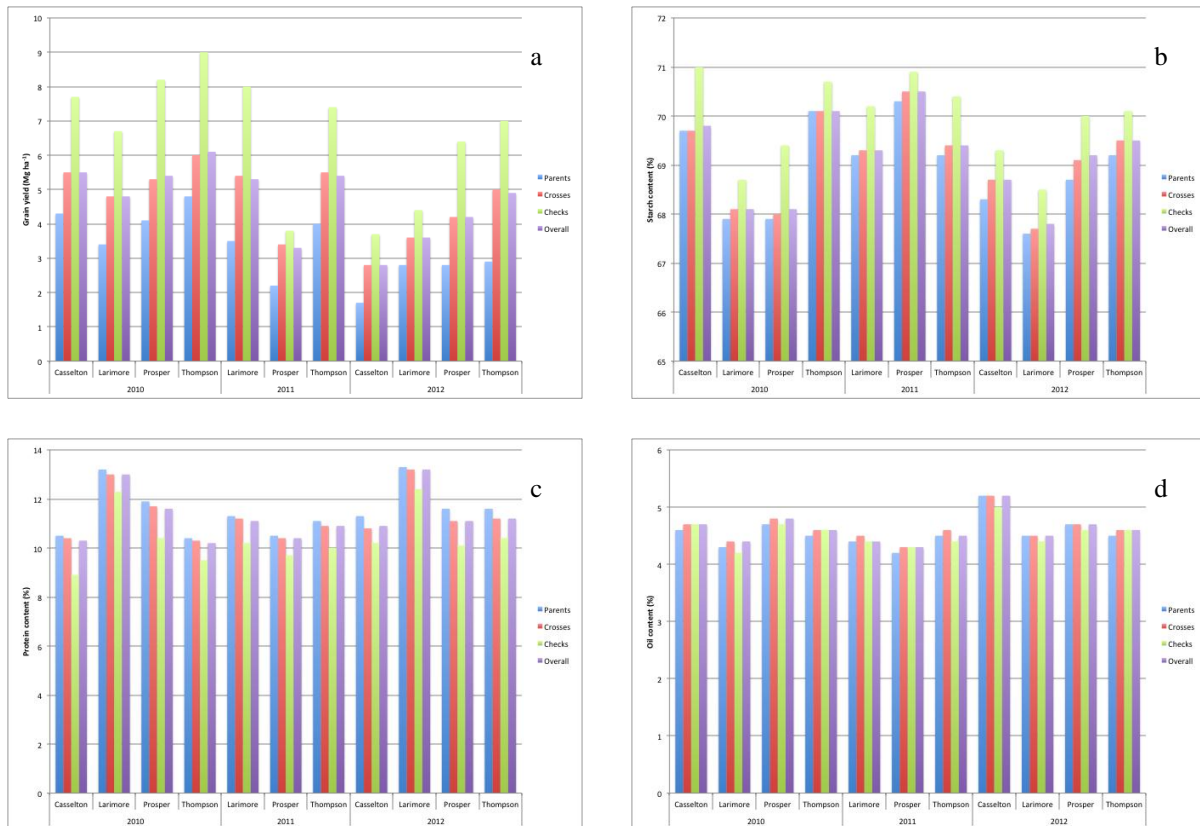 a
Grain yield (Mg ha⁻¹)
10
9
8
7
6
5
4
3
2
1
0
Casselton Larimore Prosper Thompson Larimore Prosper Thompson Casselton Larimore Prosper Thompson
2010 2011 2012
Parents
Crosses
Checks
Overall
b
Starch content (%)
72
71
70
69
68
67
66
65
Casselton Larimore Prosper Thompson Larimore Prosper Thompson Casselton Larimore Prosper Thompson
2010 2011 2012
Parents
Crosses
Checks
Overall
c
Protein content (%)
14
12
10
8
6
4
2
0
Casselton Larimore Prosper Thompson Larimore Prosper Thompson Casselton Larimore Prosper Thompson
2010 2011 2012
Parents
Crosses
Checks
Overall
d
Oil content (%)
6
5
4
3
2
1
0
Casselton Larimore Prosper Thompson Larimore Prosper Thompson Casselton Larimore Prosper Thompson
2010 2011 2012
Parents
Crosses
Checks
Overall